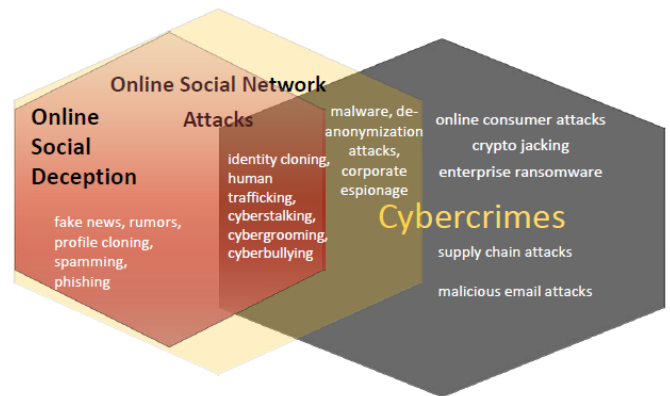 Online Social Network
Attacks
Online
Social
Deception
fake news, rumors,
profile cloning,
spamming,
phishing
identity cloning,
human
trafficking,
cyberstalking,
cybergrooming,
cyberbullying
malware, de-
anonymization
attacks,
corporate
espionage
online consumer attacks
crypto jacking
enterprise ransomware
Cybercrimes
supply chain attacks
malicious email attacks